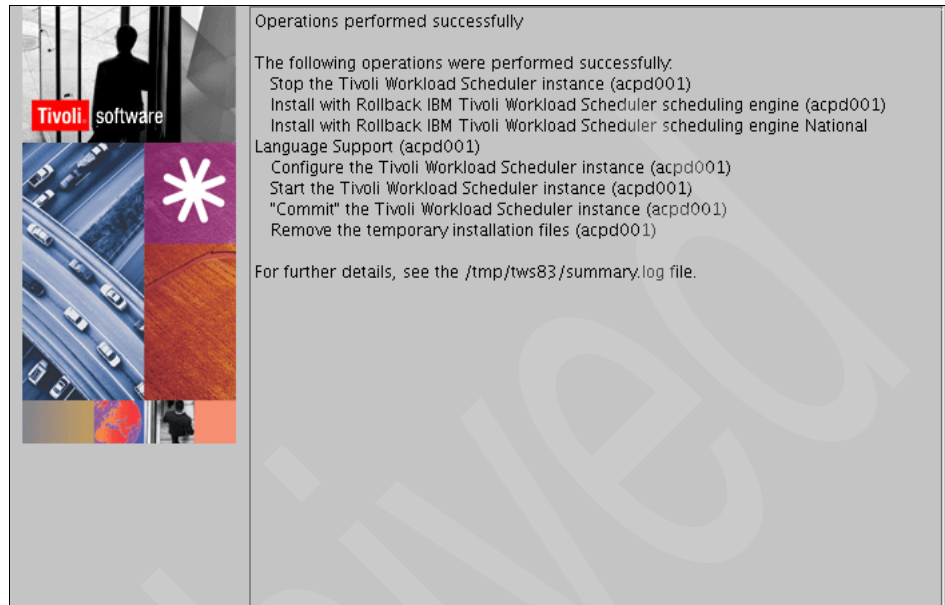 Operations performed successfully
The following operations were performed successfully:
Stop the Tivoli Workload Scheduler instance (acpd001)
Install with Rollback IBM Tivoli Workload Scheduler scheduling engine (acpd001)
Install with Rollback IBM Tivoli Workload Scheduler scheduling engine National
Language Support (acpd001)
Configure the Tivoli Workload Scheduler instance (acpd001)
Start the Tivoli Workload Scheduler instance (acpd001)
"Commit" the Tivoli Workload Scheduler instance (acpd001)
Remove the temporary installation files (acpd001)
For further details, see the /tmp/tws83/summary.log file.
Tivoli. software
hived